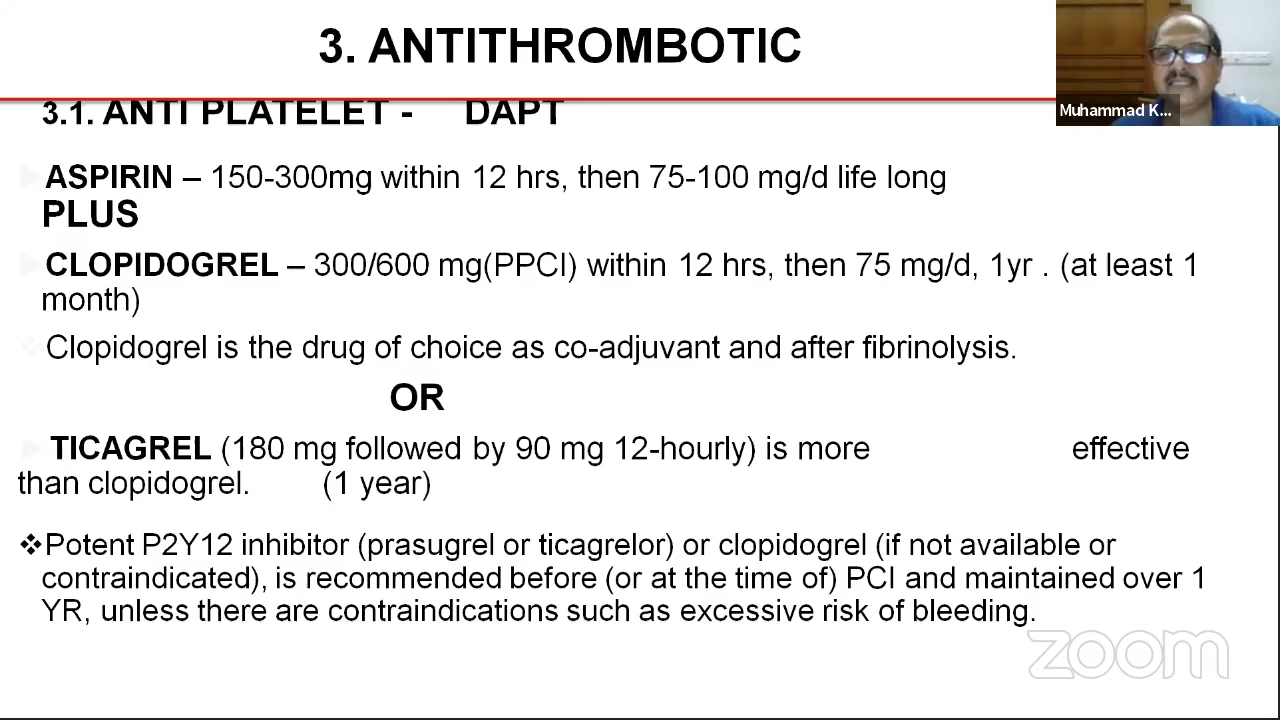 3. ANTITHROMBOTIC
Muhammad K...
3.1. ANTI PLATELET - DAPT
ASPIRIN – 150-300mg within 12 hrs, then 75-100 mg/d life long
PLUS
CLOPIDOGREL – 300/600 mg(PPCI) within 12 hrs, then 75 mg/d, 1yr . (at least 1
month)
Clopidogrel is the drug of choice as co-adjuvant and after fibrinolysis.
OR
TICAGREL (180 mg followed by 90 mg 12-hourly) is more effective
than clopidogrel. (1 year)
❖Potent P2Y12 inhibitor (prasugrel or ticagrelor) or clopidogrel (if not available or
contraindicated), is recommended before (or at the time of) PCI and maintained over 1
YR, unless there are contraindications such as excessive risk of bleeding.
zoom